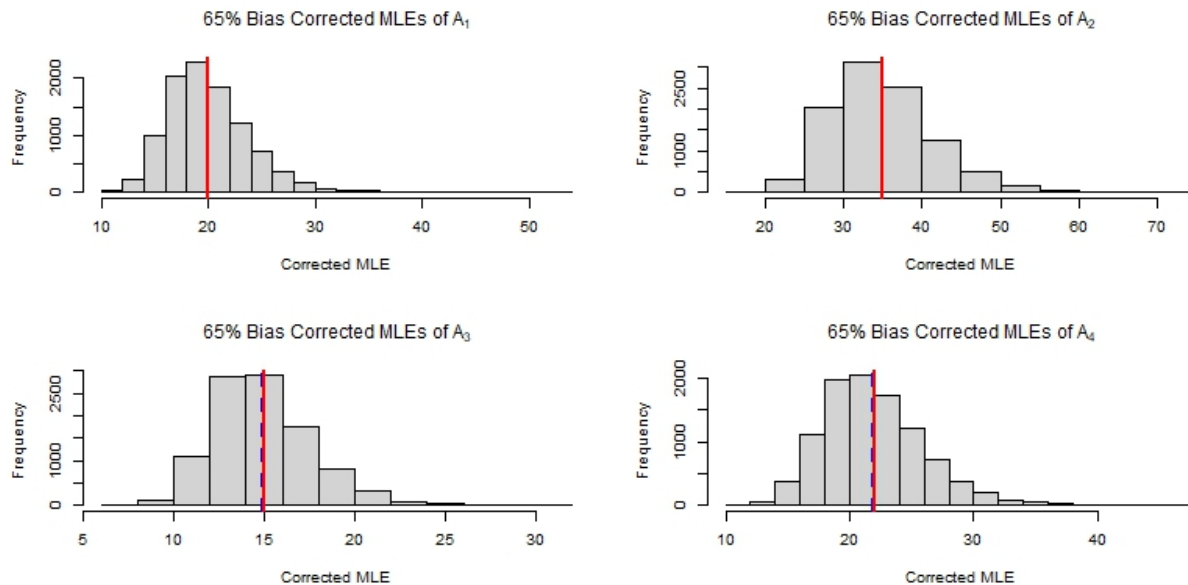 65% Bias Corrected MLEs of A₁
Frequency
0 1000 2000
10 20 30 40 50
Corrected MLE
65% Bias Corrected MLEs of A₂
Frequency
0 1000 2500
20 30 40 50 60 70
Corrected MLE
65% Bias Corrected MLEs of A₃
Frequency
0 1000 2500
5 10 15 20 25 30
Corrected MLE
65% Bias Corrected MLEs of A₄
Frequency
0 1000 2000
10 20 30 40
Corrected MLE